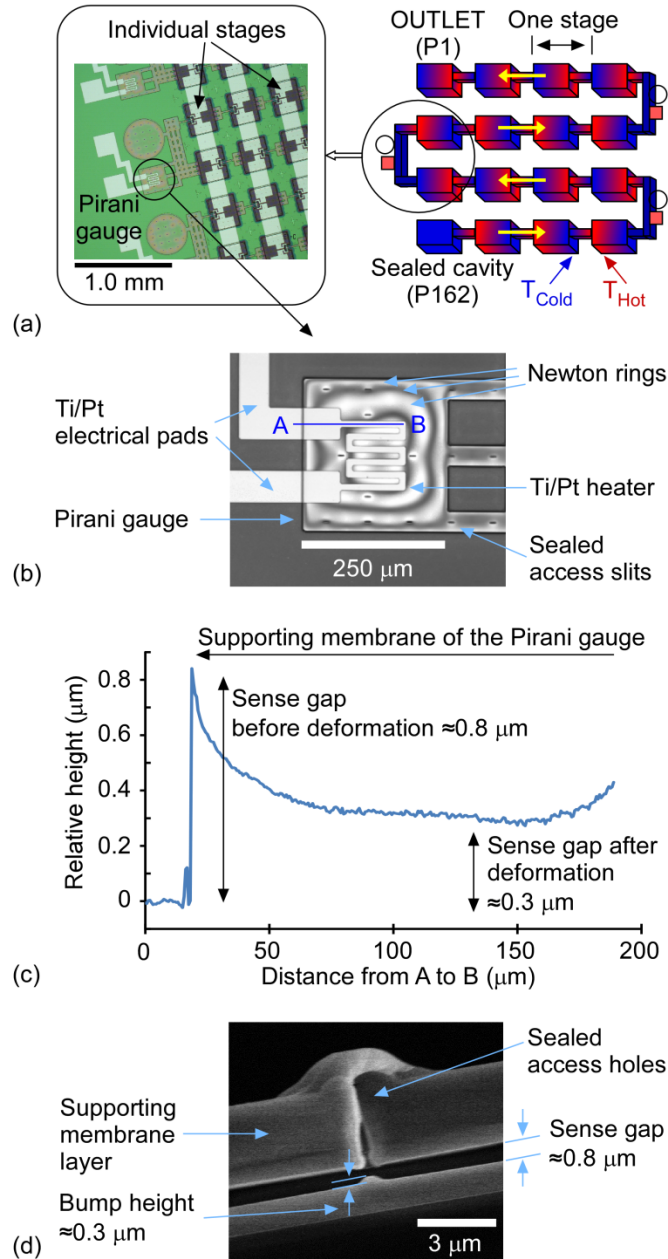 Individual stages
Pirani
gauge
1.0 mm
OUTLET
(P1)
One stage
Sealed cavity
(P162)
T_Cold
T_Hot
(a)
Ti/Pt
electrical pads
Pirani gauge
A
B
Newton rings
Ti/Pt heater
Sealed
access slits
250 μm
(b)
Supporting membrane of the Pirani gauge
Sense gap
before deformation ≈0.8 μm
Sense gap after
deformation
≈0.3 μm
Relative height (μm)
0.8
0.6
0.4
0.2
0
0
50
100
150
200
Distance from A to B (μm)
(c)
Sealed
access holes
Supporting
membrane
layer
Sense gap
≈0.8 μm
Bump height
≈0.3 μm
3 μm
(d)